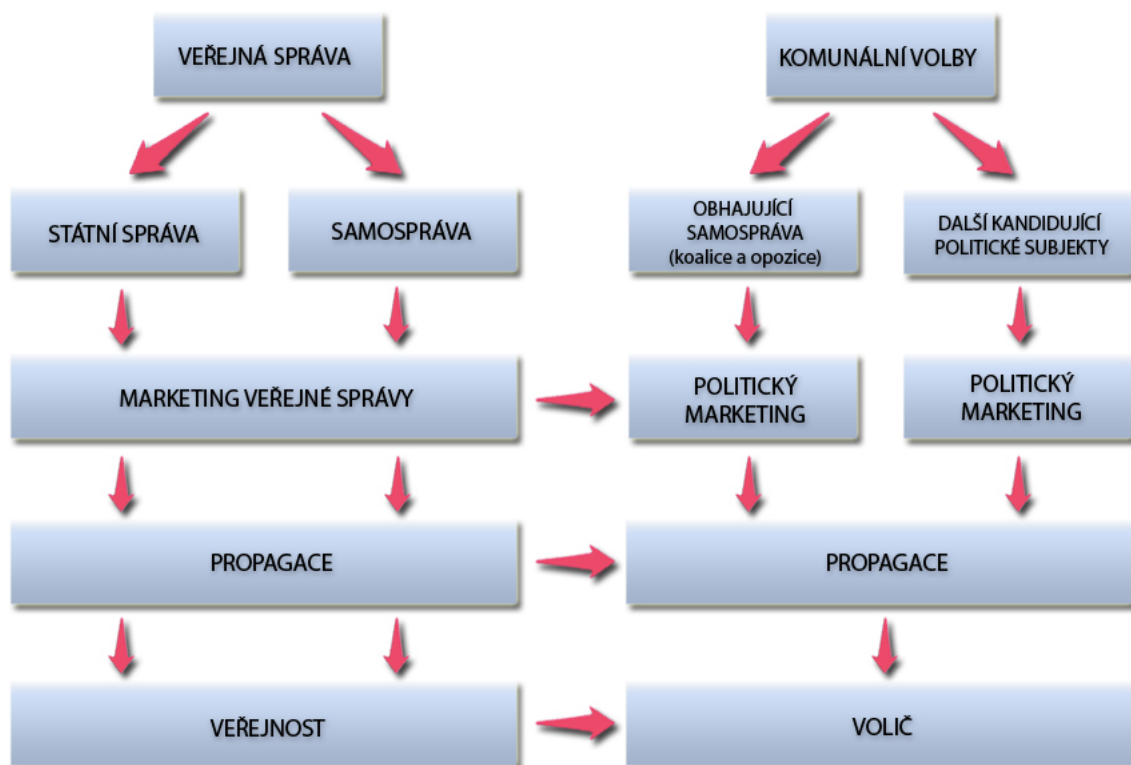 VEŘEJNÁ SPRÁVA
KOMUNÁLNÍ VOLBY
STÁTNÍ SPRÁVA
SAMOSPRÁVA
OBHAJUJÍCÍ
SAMOSPRÁVA
(koalice a opozice)
DALŠÍ KANDIDUJÍCÍ
POLITICKÉ SUBJEKTY
MARKETING VEŘEJNÉ SPRÁVY
POLITICKÝ
MARKETING
POLITICKÝ
MARKETING
PROPAGACE
PROPAGACE
VEŘEJNOST
VOLIČ